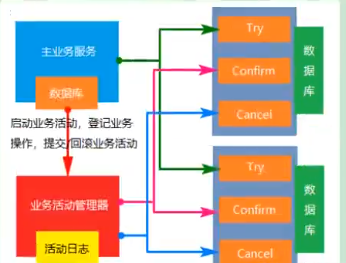 主业务服务
数据库
启动业务活动，登记业务
操作，提交/回滚业务活动
业务活动管理器
活动日志
Try
Confirm
Cancel
数据库
Try
Confirm
Cancel
数据库